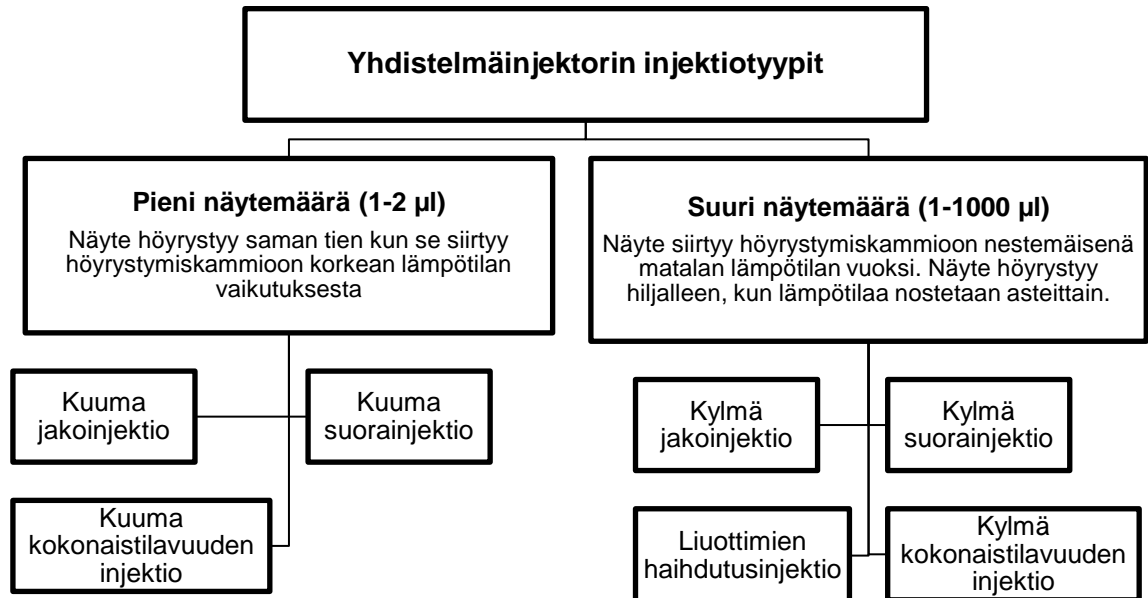 Yhdistelmäinjektorin injektiotyypit
Pieni näytemäärä (1-2 µl)
Näyte höyrystyy saman tien kun se siirtyy
höyrystymiskammioon korkean lämpötilan
vaikutuksesta
Suuri näytemäärä (1-1000 µl)
Näyte siirtyy höyrystymiskammioon nestemäisenä
matalan lämpötilan vuoksi. Näyte höyrystyy
hiljalleen, kun lämpötilaa nostetaan asteittain.
Kuuma
jakoinjektio
Kuuma
suorainjektio
Kuuma
kokonaistilavuuden
injektio
Kylmä
jakoinjektio
Kylmä
suorainjektio
Liuottimien
haihdutusinjektio
Kylmä
kokonaistilavuuden
injektio